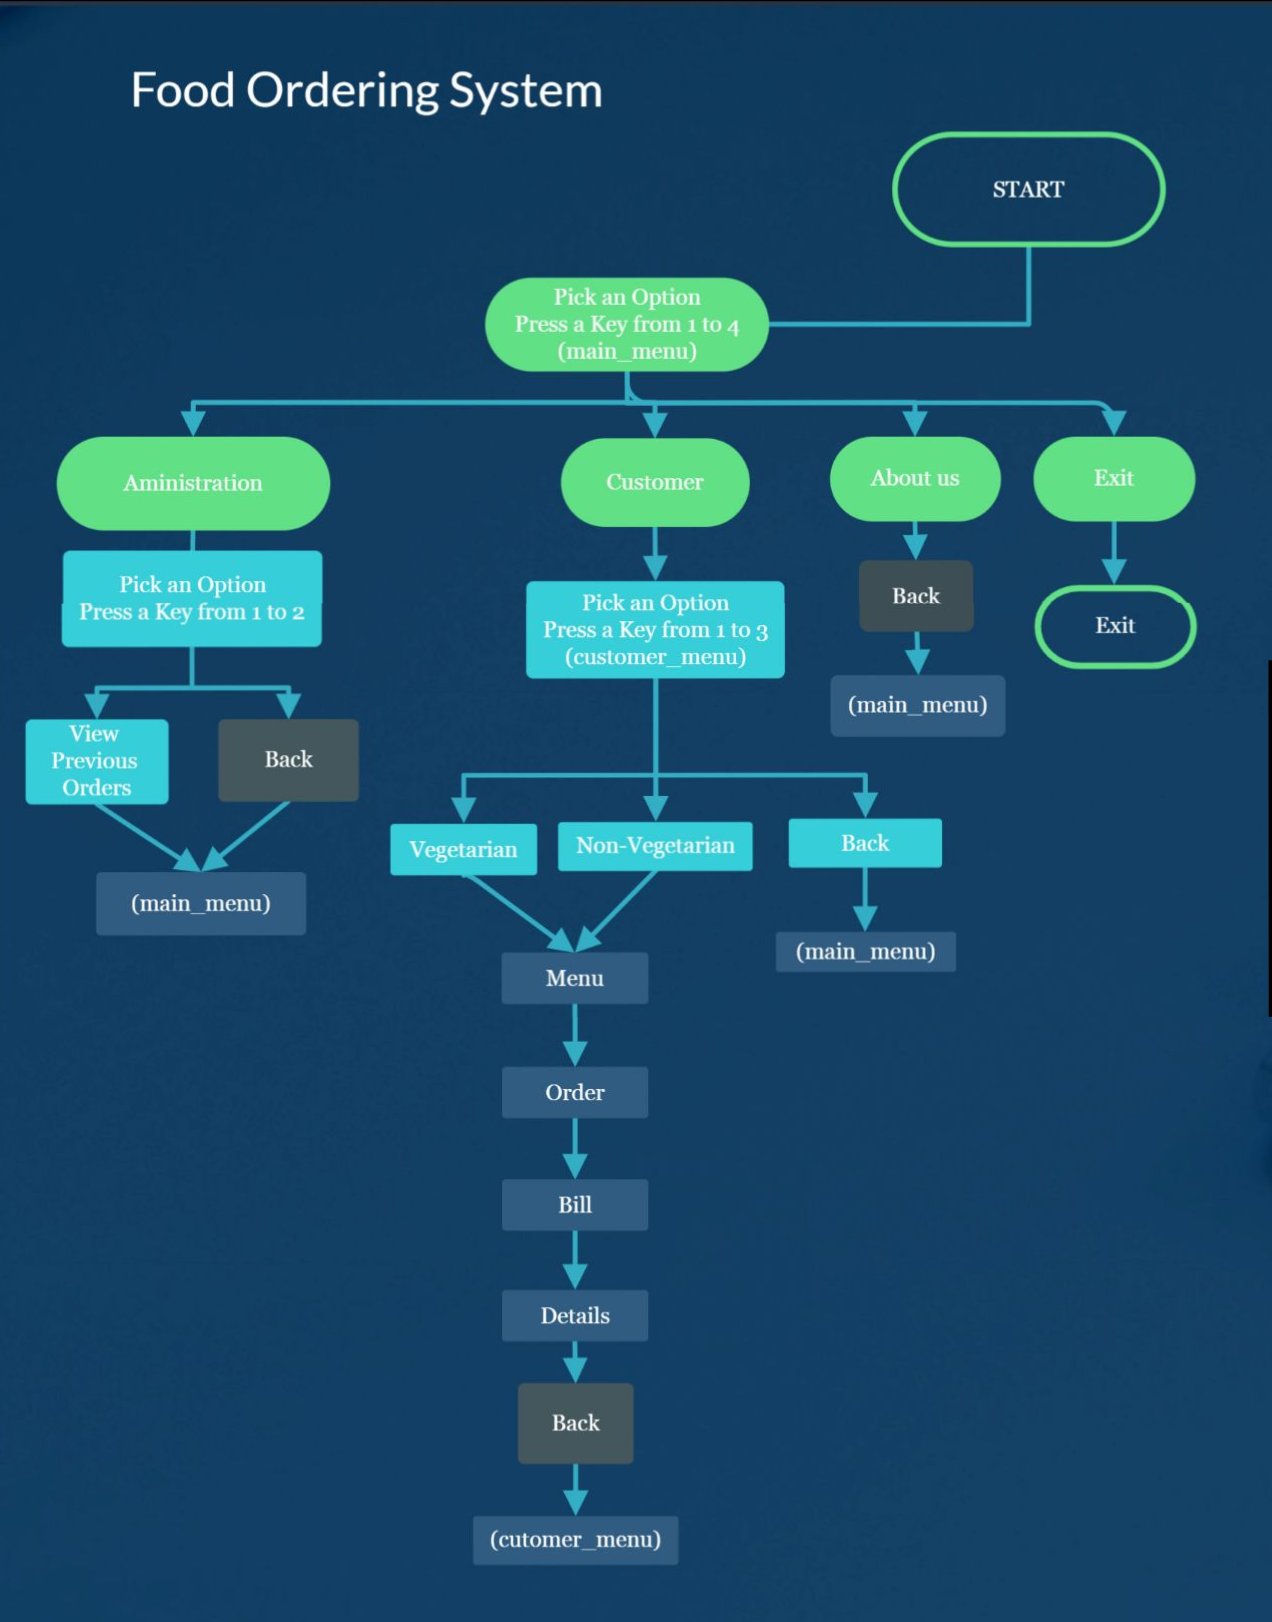 Food Ordering System
START
Pick an Option
Press a Key from 1 to 4
(main_menu)
Aministration
Customer
About us
Exit
Pick an Option
Press a Key from 1 to 2
Pick an Option
Press a Key from 1 to 3
(customer_menu)
Back
Exit
(main_menu)
View
Previous
Orders
Back
Vegetarian
Non-Vegetarian
Back
(main_menu)
(main_menu)
Menu
Order
Bill
Details
Back
(cutomer_menu)